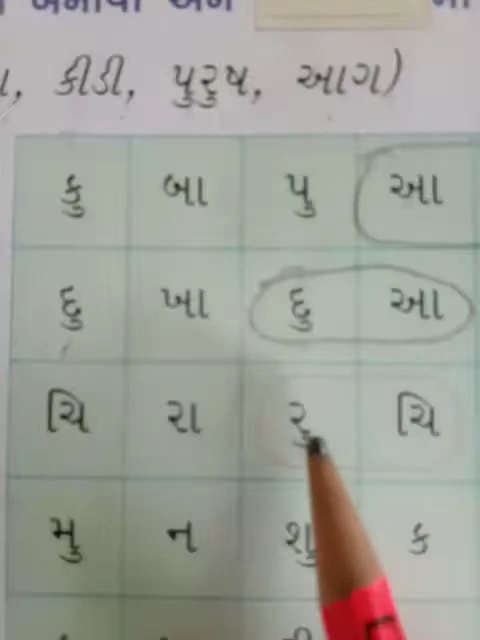 કીડી, પુરુષ, આગ)
કુ બા પુ આ
દુ ખા દુ આ
ચિ રા રુ ચિ
મુ ન શુ ક